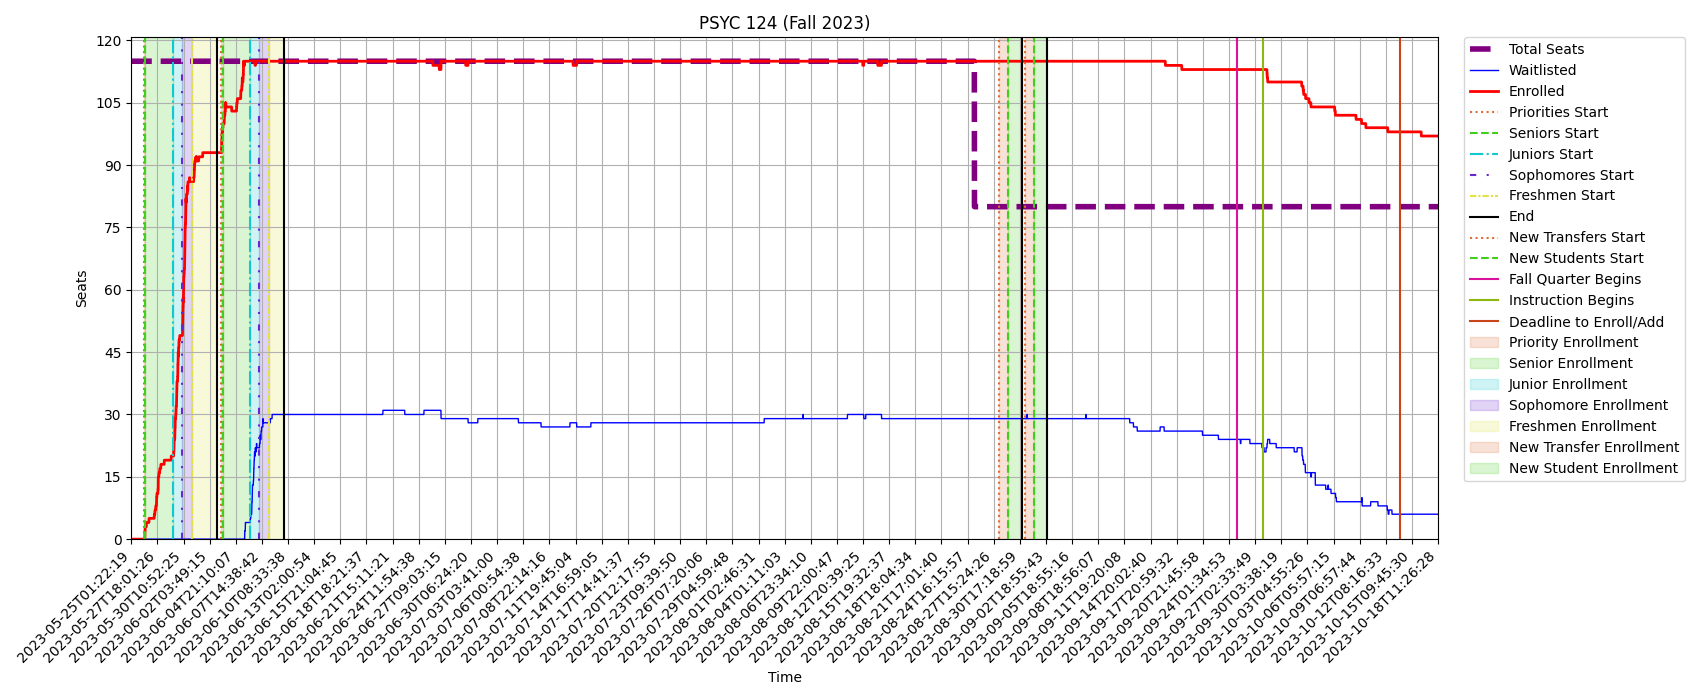 PSYC 124 (Fall 2023)
120
105
90
75
60
45
30
15
0
Seats
2023-05-25T01:22:19
2023-05-27T18:01:26
2023-05-30T10:52:25
2023-06-02T03:49:15
2023-06-04T21:10:07
2023-06-07T14:38:42
2023-06-10T08:33:38
2023-06-13T02:00:54
2023-06-15T21:04:45
2023-06-18T18:21:37
2023-06-21T15:11:21
2023-06-24T11:54:38
2023-06-27T09:03:15
2023-06-30T06:24:20
2023-07-03T03:41:00
2023-07-06T00:54:38
2023-07-08T22:14:16
2023-07-11T19:45:04
2023-07-14T16:59:05
2023-07-17T14:41:37
2023-07-20T12:17:55
2023-07-23T09:39:50
2023-07-26T07:20:06
2023-07-29T04:59:48
2023-08-01T02:46:31
2023-08-04T01:11:03
2023-08-06T23:34:10
2023-08-09T22:00:47
2023-08-12T20:39:25
2023-08-15T19:32:37
2023-08-18T18:04:34
2023-08-21T17:01:40
2023-08-24T16:15:57
2023-08-27T15:24:26
2023-08-30T17:18:59
2023-09-02T18:55:43
2023-09-05T18:55:16
2023-09-08T18:56:07
2023-09-11T19:20:08
2023-09-14T20:02:40
2023-09-17T20:59:32
2023-09-20T21:45:58
2023-09-24T01:34:53
2023-09-27T02:33:49
2023-09-30T03:38:19
2023-10-03T04:55:26
2023-10-06T05:57:15
2023-10-09T06:57:44
2023-10-12T08:16:33
2023-10-15T09:45:30
2023-10-18T11:26:28
Time
Total Seats
Waitlisted
Enrolled
Priorities Start
Seniors Start
Juniors Start
Sophomores Start
Freshmen Start
End
New Transfers Start
New Students Start
Fall Quarter Begins
Instruction Begins
Deadline to Enroll/Add
Priority Enrollment
Senior Enrollment
Junior Enrollment
Sophomore Enrollment
Freshmen Enrollment
New Transfer Enrollment
New Student Enrollment